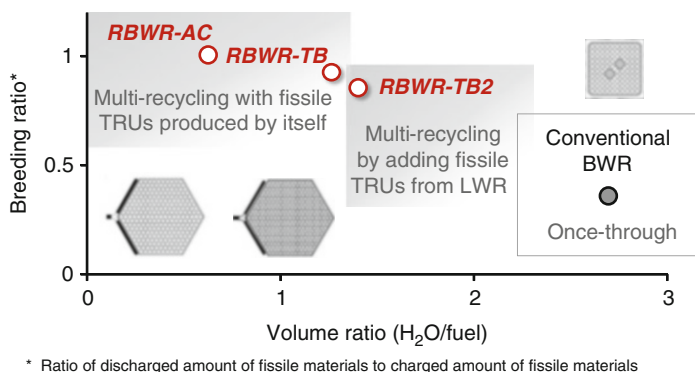 Breeding ratio*
1
0.5
0
RBWR-AC
RBWR-TB
RBWR-TB2
Multi-recycling with fissile
TRUs produced by itself
Multi-recycling
by adding fissile
TRUs from LWR
Conventional
BWR
Once-through
0
1
2
3
Volume ratio (H₂O/fuel)
* Ratio of discharged amount of fissile materials to charged amount of fissile materials